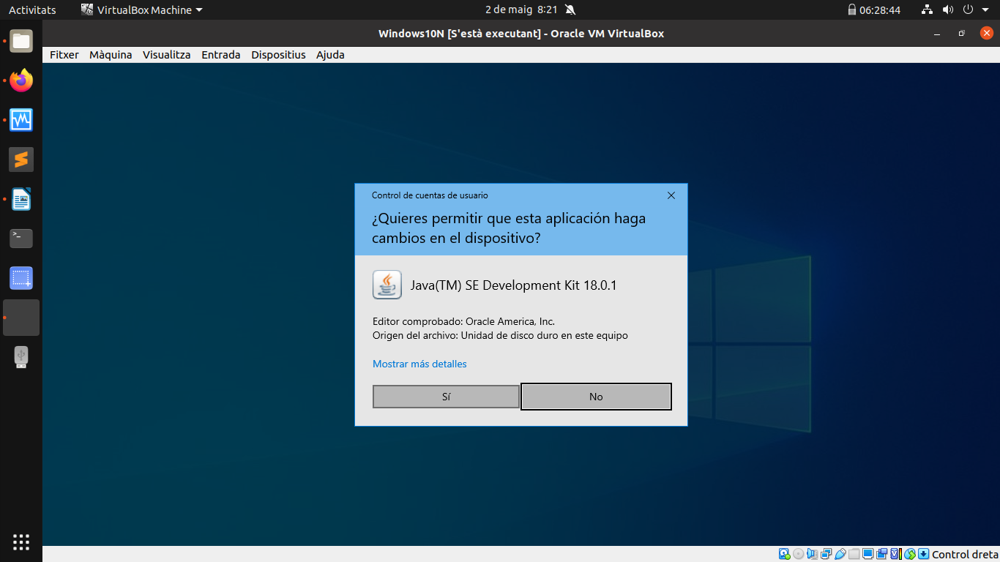 Activitats
VirtualBox Machine
2 de maig 8:21
06:28:44
Windows10N [S'està executant] - Oracle VM VirtualBox
Fitxer Màquina Visualitza Entrada Dispositius Ajuda
Control de cuentas de usuario
¿Quieres permitir que esta aplicación haga
cambios en el dispositivo?
Java(TM) SE Development Kit 18.0.1
Editor comprobado: Oracle America, Inc.
Origen del archivo: Unidad de disco duro en este equipo
Mostrar más detalles
Sí
No
Control dreta